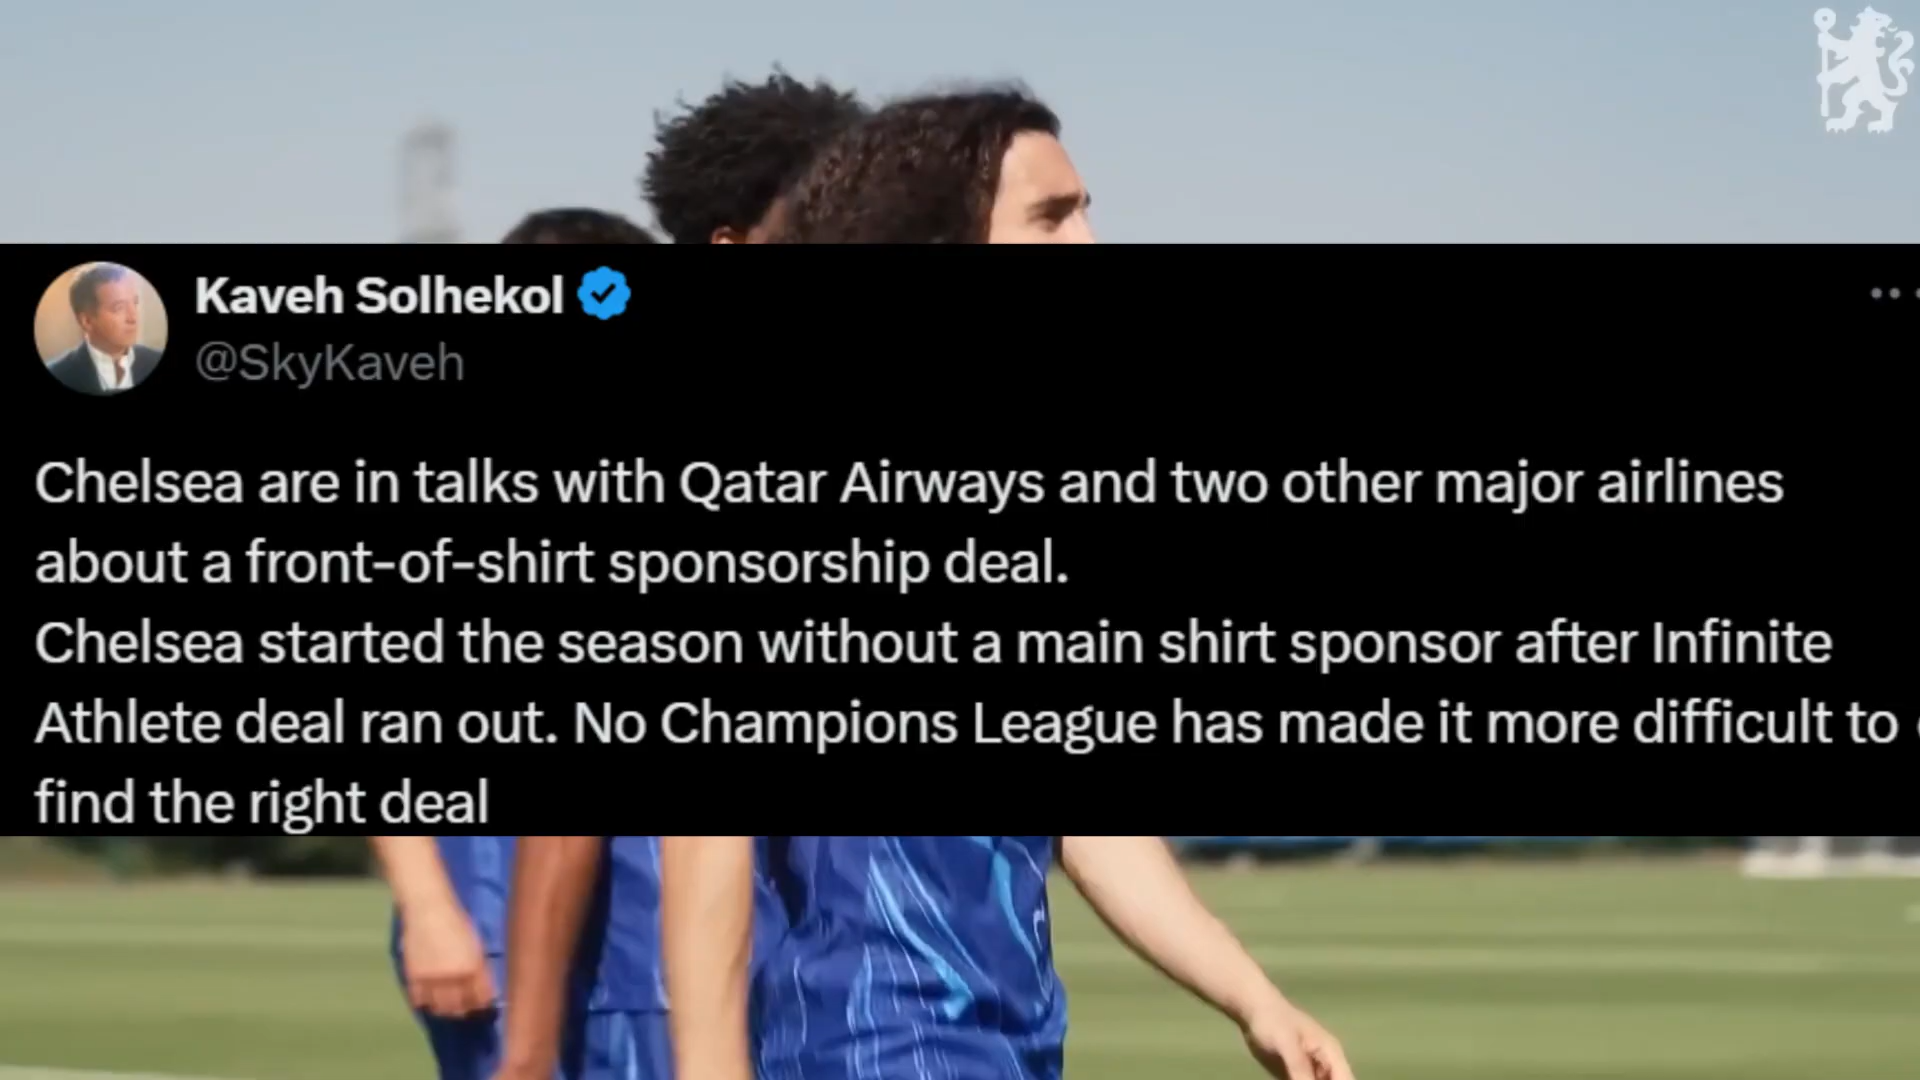 Kaveh Solhekol
@SkyKaveh
Chelsea are in talks with Qatar Airways and two other major airlines
about a front-of-shirt sponsorship deal.
Chelsea started the season without a main shirt sponsor after Infinite
Athlete deal ran out. No Champions League has made it more difficult to
find the right deal